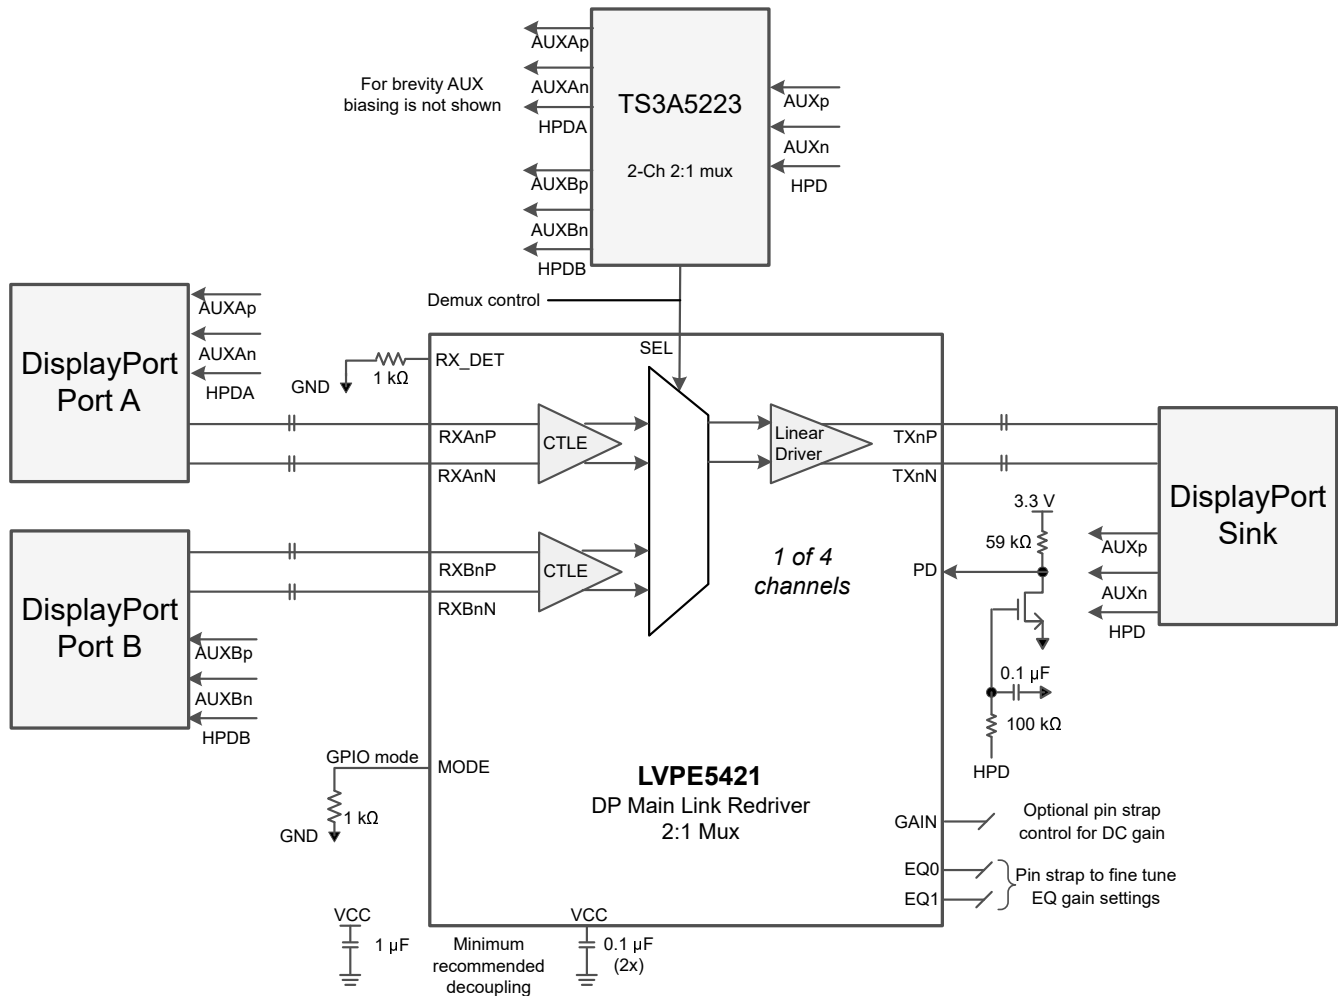 AUXAp
For brevity AUX
biasing is not shown
AUXAn
HPDA
AUXBp
AUXBn
HPDB
TS3A5223
2-Ch 2:1 mux
AUXp
AUXn
HPD
Demux control
DisplayPort
Port A
AUXAp
AUXAn
HPDA
GND
1 kΩ
RX_DET
SEL
RXAnP
RXAnN
CTLE
Linear
Driver
TXnP
TXnN
DisplayPort
Port B
AUXBp
AUXBn
HPDB
RXBnP
RXBnN
CTLE
1 of 4
channels
PD
3.3 V
59 kΩ
0.1 µF
100 kΩ
HPD
AUXp
AUXn
HPD
DisplayPort
Sink
GPIO mode
MODE
1 kΩ
GND
LVPE5421
DP Main Link Redriver
2:1 Mux
GAIN
Optional pin strap
control for DC gain
EQ0
EQ1
Pin strap to fine tune
EQ gain settings
VCC
1 µF
Minimum
recommended
decoupling
VCC
0.1 µF
(2x)